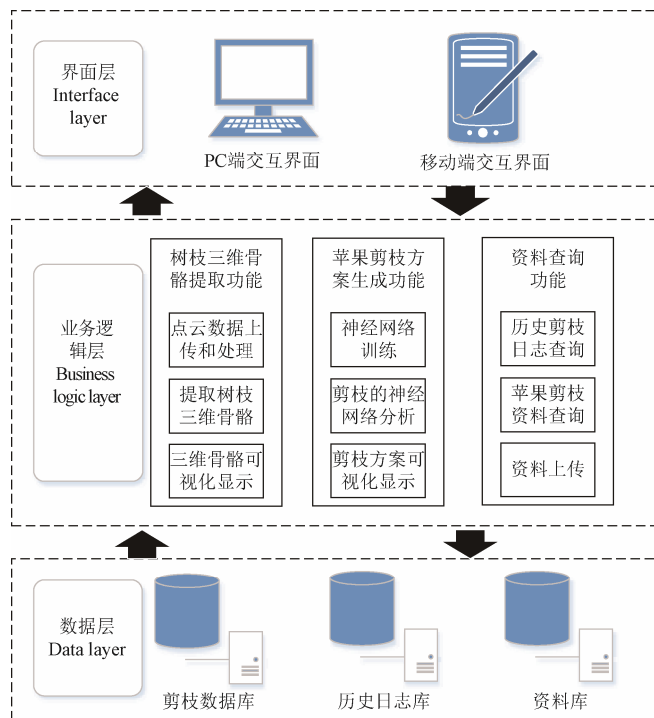 界面层
Interface
layer
PC端交互界面
移动端交互界面
业务逻
辑层
Business
logic layer
树枝三维骨
骼提取功能
点云数据上
传和处理
提取树枝
三维骨骼
三维骨骼可
视化显示
苹果剪枝方
案生成功能
神经网络
训练
剪枝的神经
网络分析
剪枝方案可
视化显示
资料查询
功能
历史剪枝
日志查询
苹果剪枝
资料查询
资料上传
数据层
Data layer
剪枝数据库
历史日志库
资料库